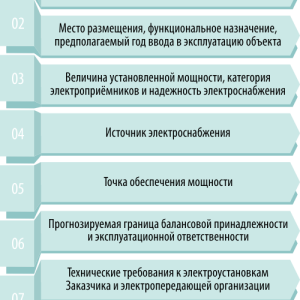 02
Место размещения, функциональное назначение,
предполагаемый год ввода в эксплуатацию объекта
03
Величина установленной мощности, категория
электроприёмников и надежность электроснабжения
04
Источник электроснабжения
05
Точка обеспечения мощности
06
Прогнозируемая граница балансовой принадлежности
и эксплуатационной ответственности
07
Технические требования к электроустановкам
Заказчика и электропередающей организации